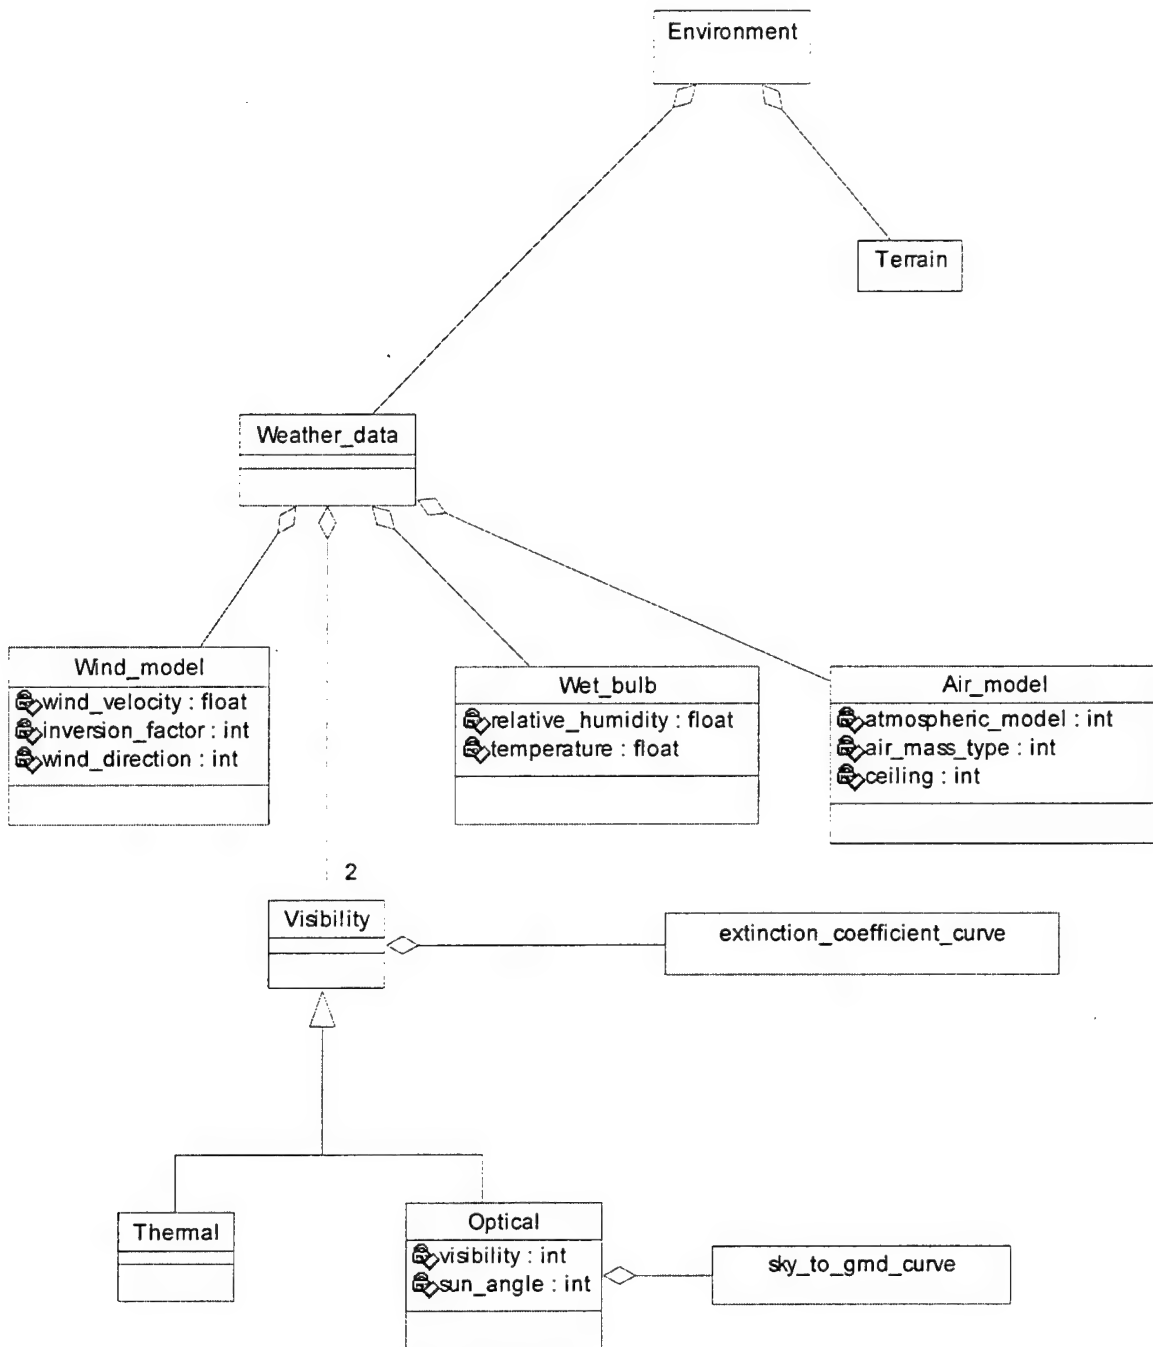 Environment
Terrain
Weather_data
Wind_model
wind_velocity : float
inversion_factor : int
wind_direction : int
Wet_bulb
relative_humidity : float
temperature : float
Air_model
atmospheric_model : int
air_mass_type : int
ceiling : int
2
Visibility
extinction_coefficient_curve
Thermal
Optical
visibility : int
sun_angle : int
sky_to_grnd_curve